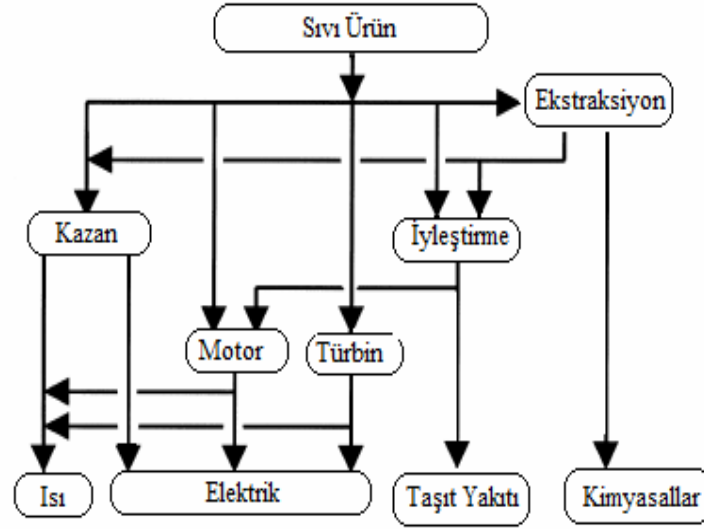 Sıvı Ürün
Ekstraksiyon
Kazan
İyleştirme
Motor
Türbin
Isı
Elektrik
Taşıt Yakıtı
Kimyasallar